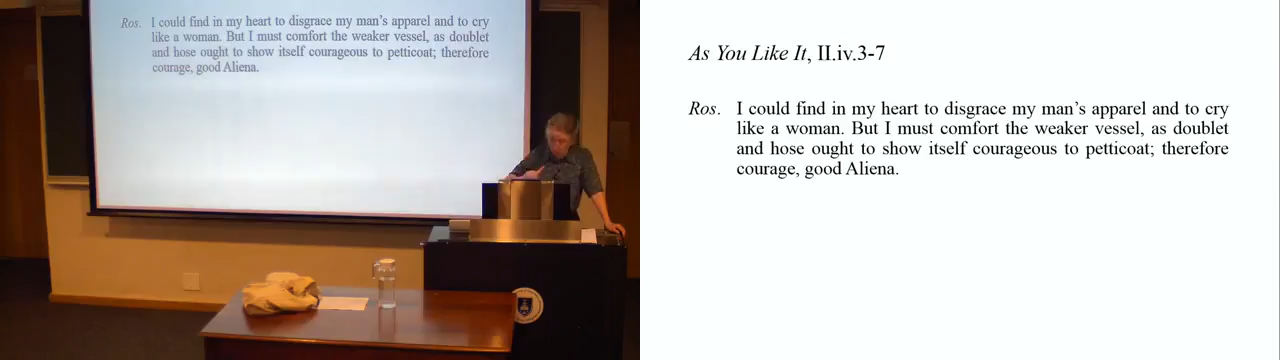 Ros. I could find in my heart to disgrace my man's apparel and to cry
like a woman. But I must comfort the weaker vessel, as doublet
and hose ought to show itself courageous to petticoat; therefore
courage, good Aliena.
As You Like It, II.iv.3-7
Ros. I could find in my heart to disgrace my man’s apparel and to cry
like a woman. But I must comfort the weaker vessel, as doublet
and hose ought to show itself courageous to petticoat; therefore
courage, good Aliena.